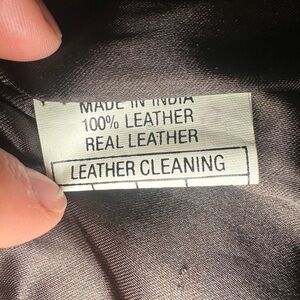 MADE IN INDIA
100% LEATHER
REAL LEATHER
LEATHER CLEANING